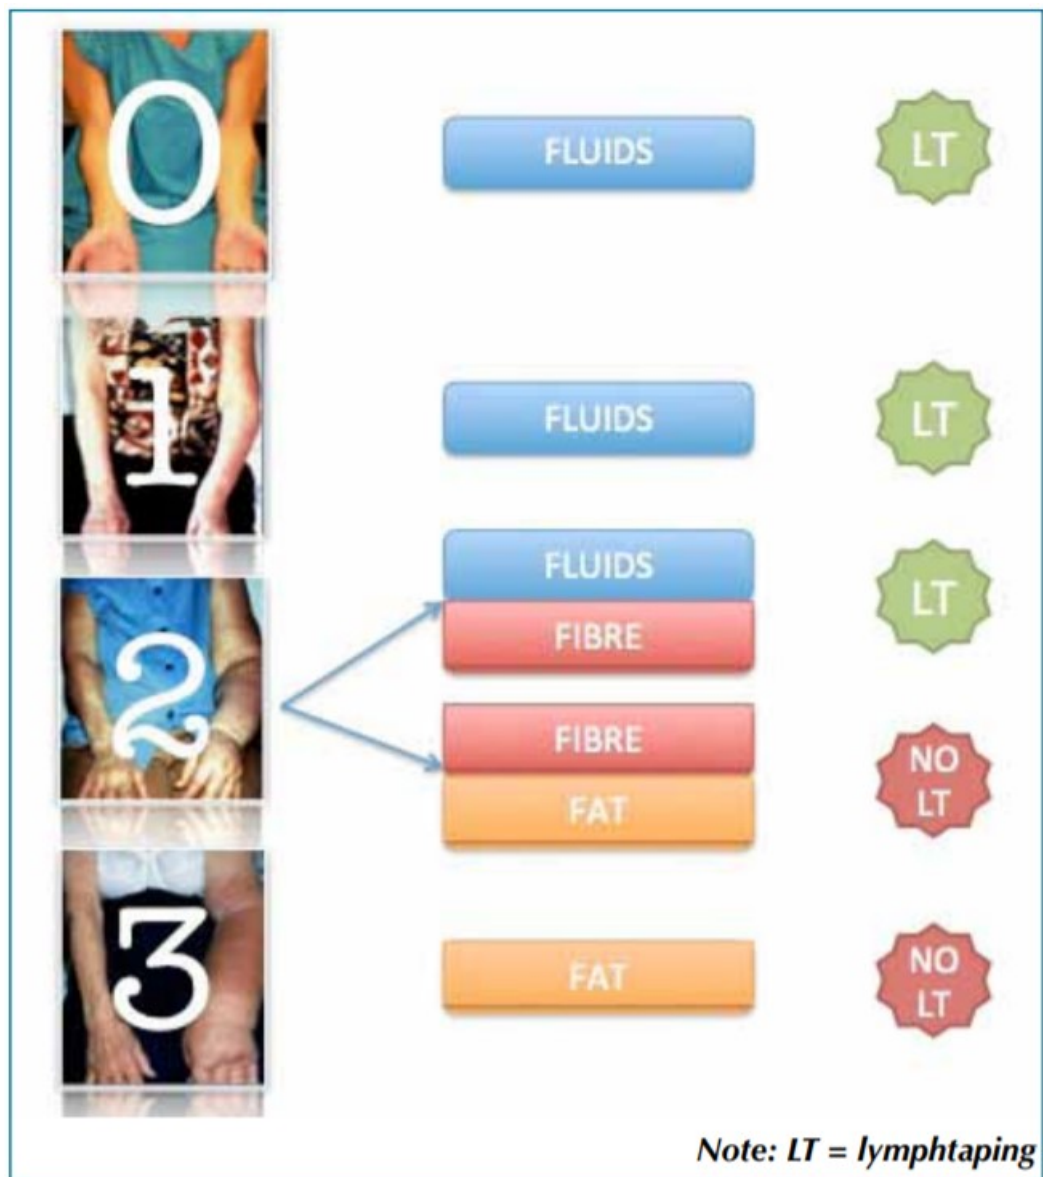 0
FLUIDS
LT
1
FLUIDS
LT
2
FLUIDS
FIBRE
LT
FIBRE
FAT
NO
LT
3
FAT
NO
LT
Note: LT = lymphtaping